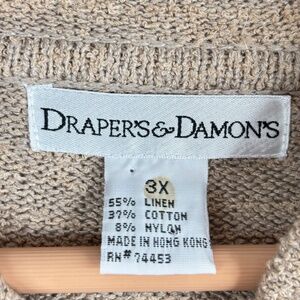 DRAPER'S & DAMON'S
3X
55% LINEN
37% COTTON
8% NYLON
MADE IN HONG KONG
RN# 74453